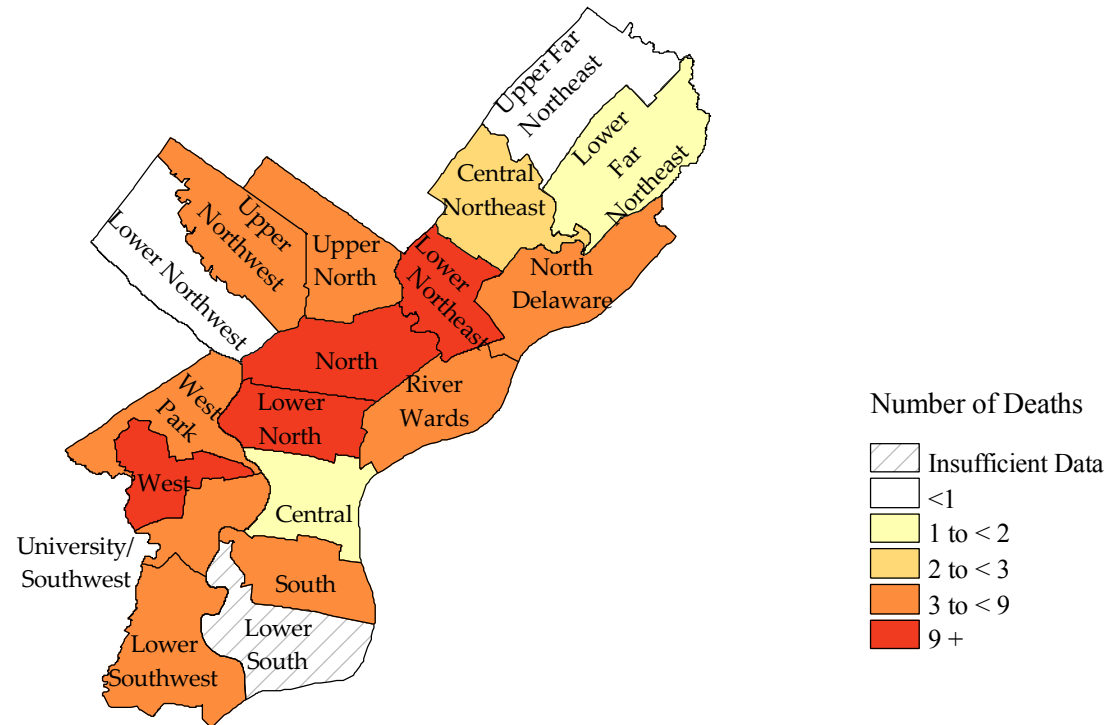 Upper Far
Northeast
Lower
Far
Northeast
Central
Northeast
Upper
Northwest
Lower Northwest
Upper
North
Lower
Northeast
North
Delaware
North
West
Park
Lower
North
River
Wards
West
Central
University/
Southwest
South
Lower
South
Lower
Southwest
Number of Deaths
Insufficient Data
<1
1 to < 2
2 to < 3
3 to < 9
9 +